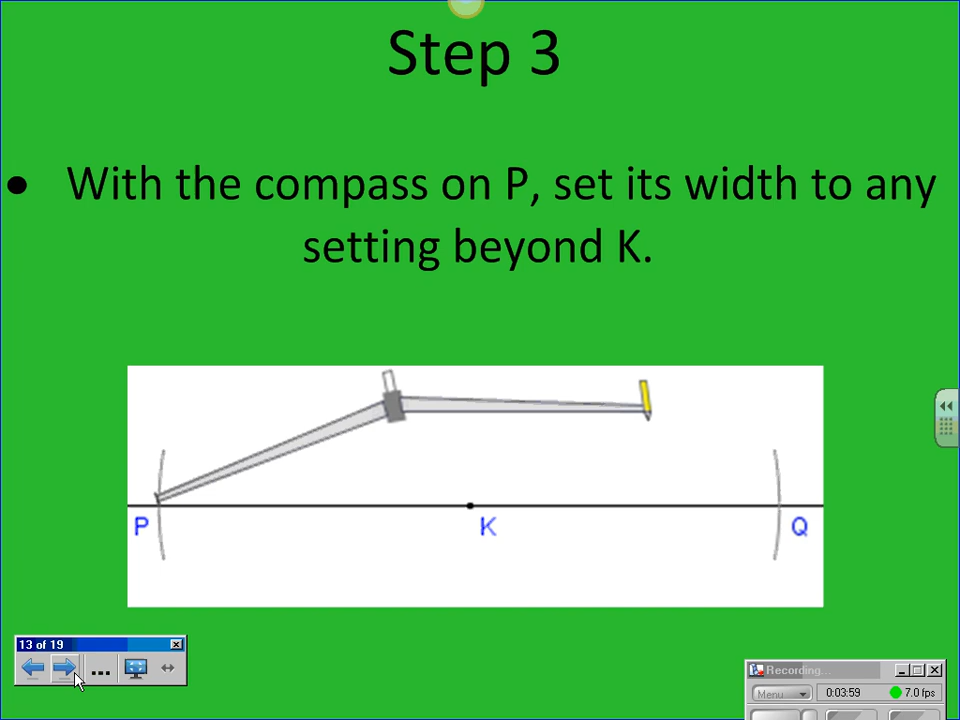 Step 3
• With the compass on P, set its width to any
setting beyond K.
P
K
Q
13 of 19
Recording...
Menu
0:03:59
7.0 fps